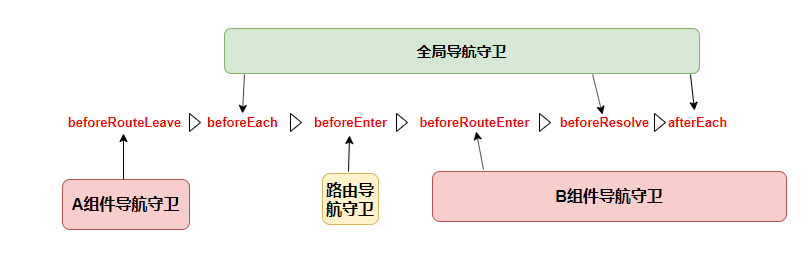 全局导航守卫
beforeRouteLeave
beforeEach
beforeEnter
beforeRouteEnter
beforeResolve
afterEach
A组件导航守卫
路由导
航守卫
B组件导航守卫